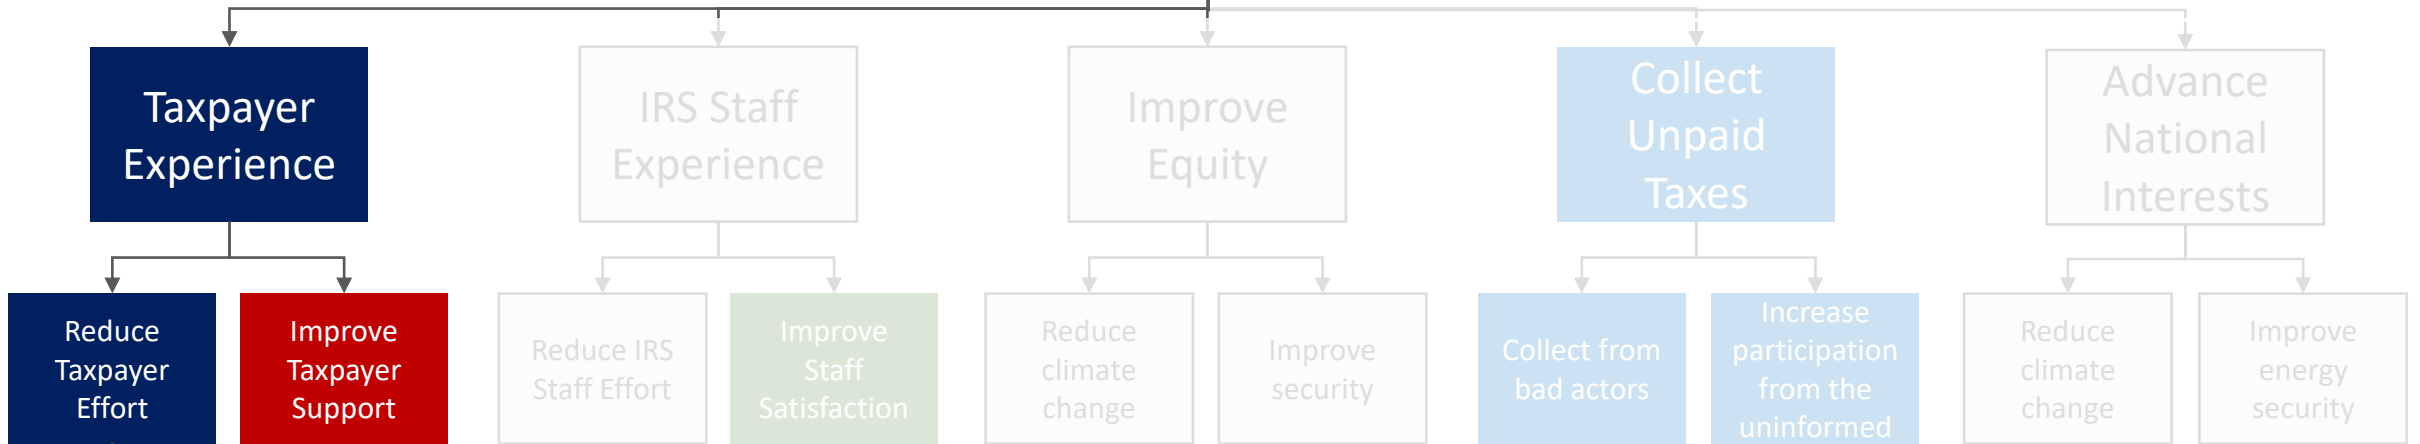 Taxpayer
Experience
IRS Staff
Experience
Improve
Equity
Collect
Unpaid
Taxes
Advance
National
Interests
Reduce
Taxpayer
Effort
Improve
Taxpayer
Support
Reduce IRS
Staff Effort
Improve
Staff
Satisfaction
Reduce
climate
change
Improve
security
Collect from
bad actors
Increase
participation
from the
uninformed
Reduce
climate
change
Improve
energy
security